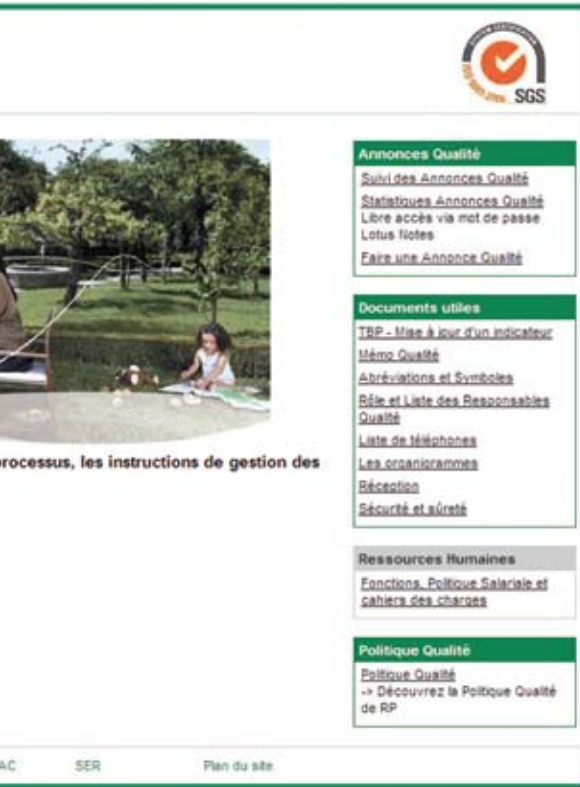 SGS
Annonces Qualité
Suivi des Annonces Qualité
Statistiques Annonces Qualité
Libre accès via mot de passe
Lotus Notes
Faire une Annonce Qualité
Documents utiles
TBP - Mise à jour d'un indicateur
Mémo Qualité
Abréviations et Symboles
Rôle et Liste des Responsables
Qualité
Liste de téléphones
Les organigrammes
Réception
Sécurité et sûreté
processus, les instructions de gestion des
Ressources Humaines
Fonctions, Politique Salariale et
cahiers des charges
Politique Qualité
Politique Qualité
-> Découvrez la Politique Qualité
de RP
AC SER Plan du site